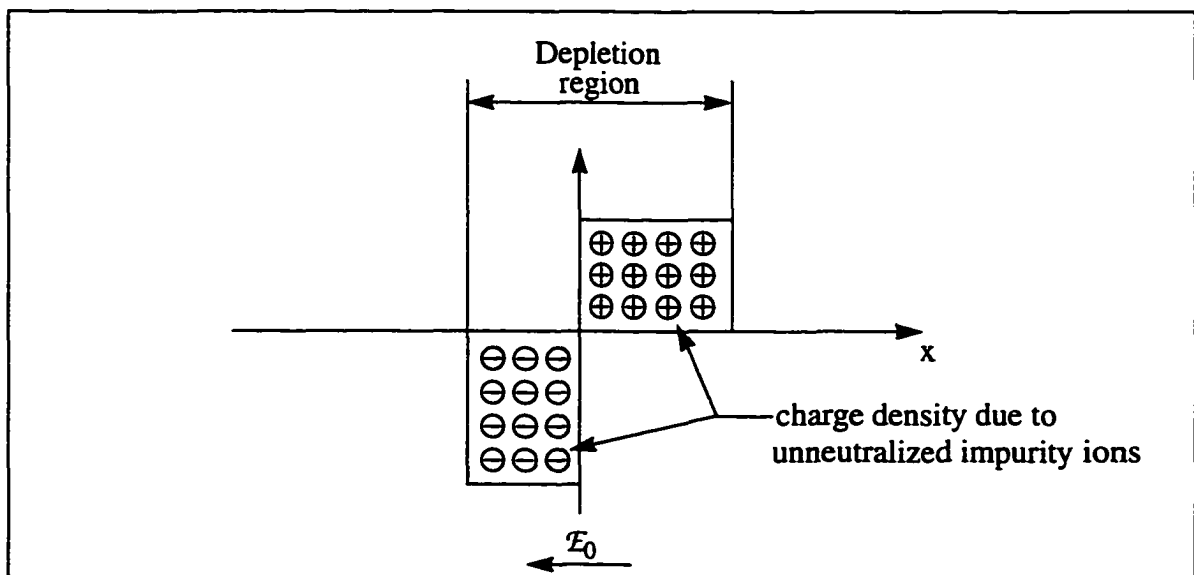 Depletion
region
x
charge density due to
unneutralized impurity ions
ℰ₀